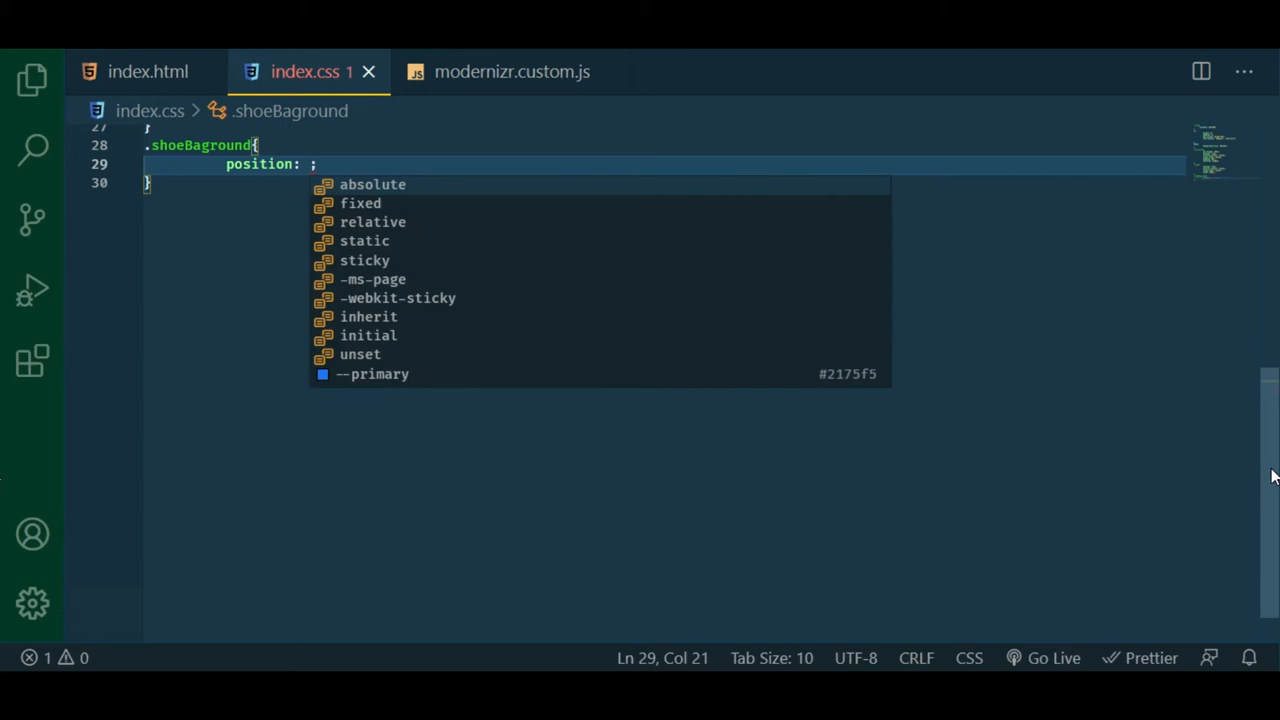 index.html
index.css 1
JS modernizr.custom.js
index.css > .shoeBaground
27 }
28 .shoeBaground{
29 position: ;
30 }
absolute
fixed
relative
static
sticky
-ms-page
-webkit-sticky
inherit
initial
unset
--primary #2175f5
1 0 Ln 29, Col 21 Tab Size: 10 UTF-8 CRLF CSS Go Live Prettier